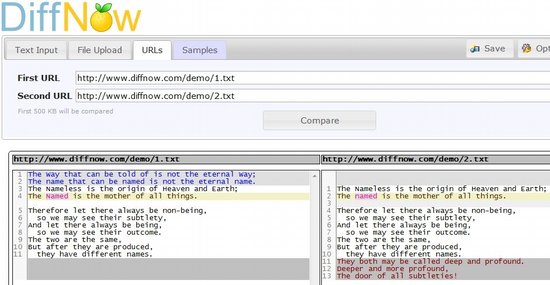 DiffNow
Text Input File Upload URLs Samples Save Opt
First URL http://www.diffnow.com/demo/1.txt
Second URL http://www.diffnow.com/demo/2.txt
First 500 KB will be compared
Compare
http://www.diffnow.com/demo/1.txt
1 The Way that can be told of is not the eternal way;
2 The name that can be named is not the eternal name.
3 The Nameless is the origin of Heaven and Earth;
4 The Named is the mother of all things.
5 Therefore let there always be non-being,
6 so we may see their subtlety,
7 And let there always be being,
8 so we may see their outcome.
9 The two are the same,
10 But after they are produced,
11 they have different names.
http://www.diffnow.com/demo/2.txt
1 The Nameless is the origin of Heaven and Earth;
2 The named is the mother of all things.
3
4 Therefore let there always be non-being,
5 so we may see their subtlety,
6 And let there always be being,
7 so we may see their outcome.
8 The two are the same,
9 But after they are produced,
10 they have different names.
11 They both may be called deep and profound.
12 Deeper and more profound,
13 The door of all subtleties!